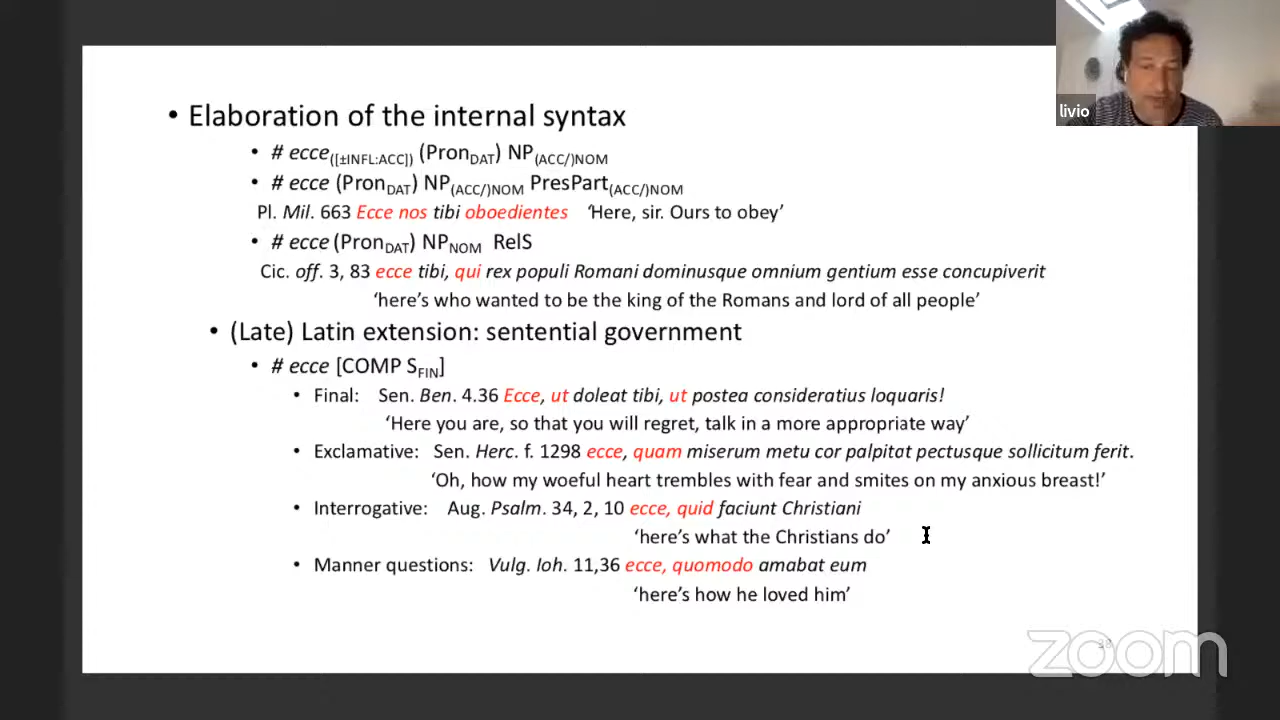 livio
• Elaboration of the internal syntax
• # ecce([±INFL:ACC]) (PronDAT) NP(ACC/)NOM
• # ecce (PronDAT) NP(ACC/)NOM PresPart(ACC/)NOM
Pl. Mil. 663 Ecce nos tibi oboedientes ‘Here, sir. Ours to obey’
• # ecce (PronDAT) NPNOM RelS
Cic. off. 3, 83 ecce tibi, qui rex populi Romani dominusque omnium gentium esse concupiverit
‘here’s who wanted to be the king of the Romans and lord of all people’
• (Late) Latin extension: sentential government
• # ecce [COMP SFIN]
• Final: Sen. Ben. 4.36 Ecce, ut doleat tibi, ut postea consideratius loquaris!
‘Here you are, so that you will regret, talk in a more appropriate way’
• Exclamative: Sen. Herc. f. 1298 ecce, quam miserum metu cor palpitat pectusque sollicitum ferit.
‘Oh, how my woeful heart trembles with fear and smites on my anxious breast!’
• Interrogative: Aug. Psalm. 34, 2, 10 ecce, quid faciunt Christiani
‘here’s what the Christians do’
• Manner questions: Vulg. Ioh. 11,36 ecce, quomodo amabat eum
‘here’s how he loved him’
zoom